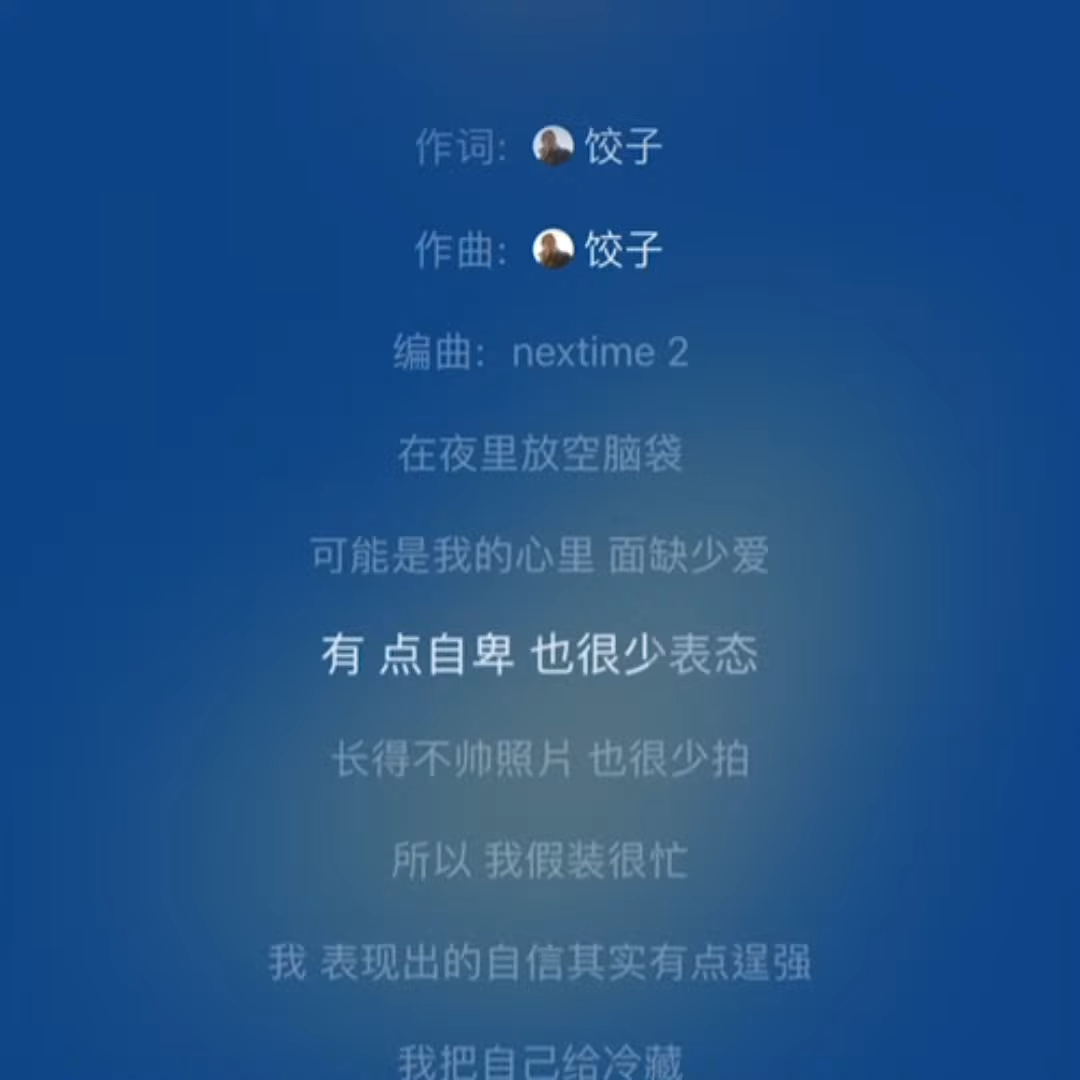 作词: 饺子
作曲: 饺子
编曲: nextime 2
在夜里放空脑袋
可能是我的心里 面缺少爱
有 点自卑 也很少表态
长得不帅照片 也很少拍
所以 我假装很忙
我 表现出的自信其实有点逞强
我把自己给冷藏